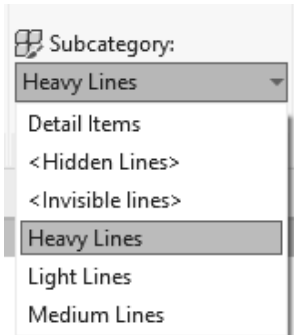 Subcategory:
Heavy Lines
Detail Items
<Hidden Lines>
<Invisible lines>
Heavy Lines
Light Lines
Medium Lines